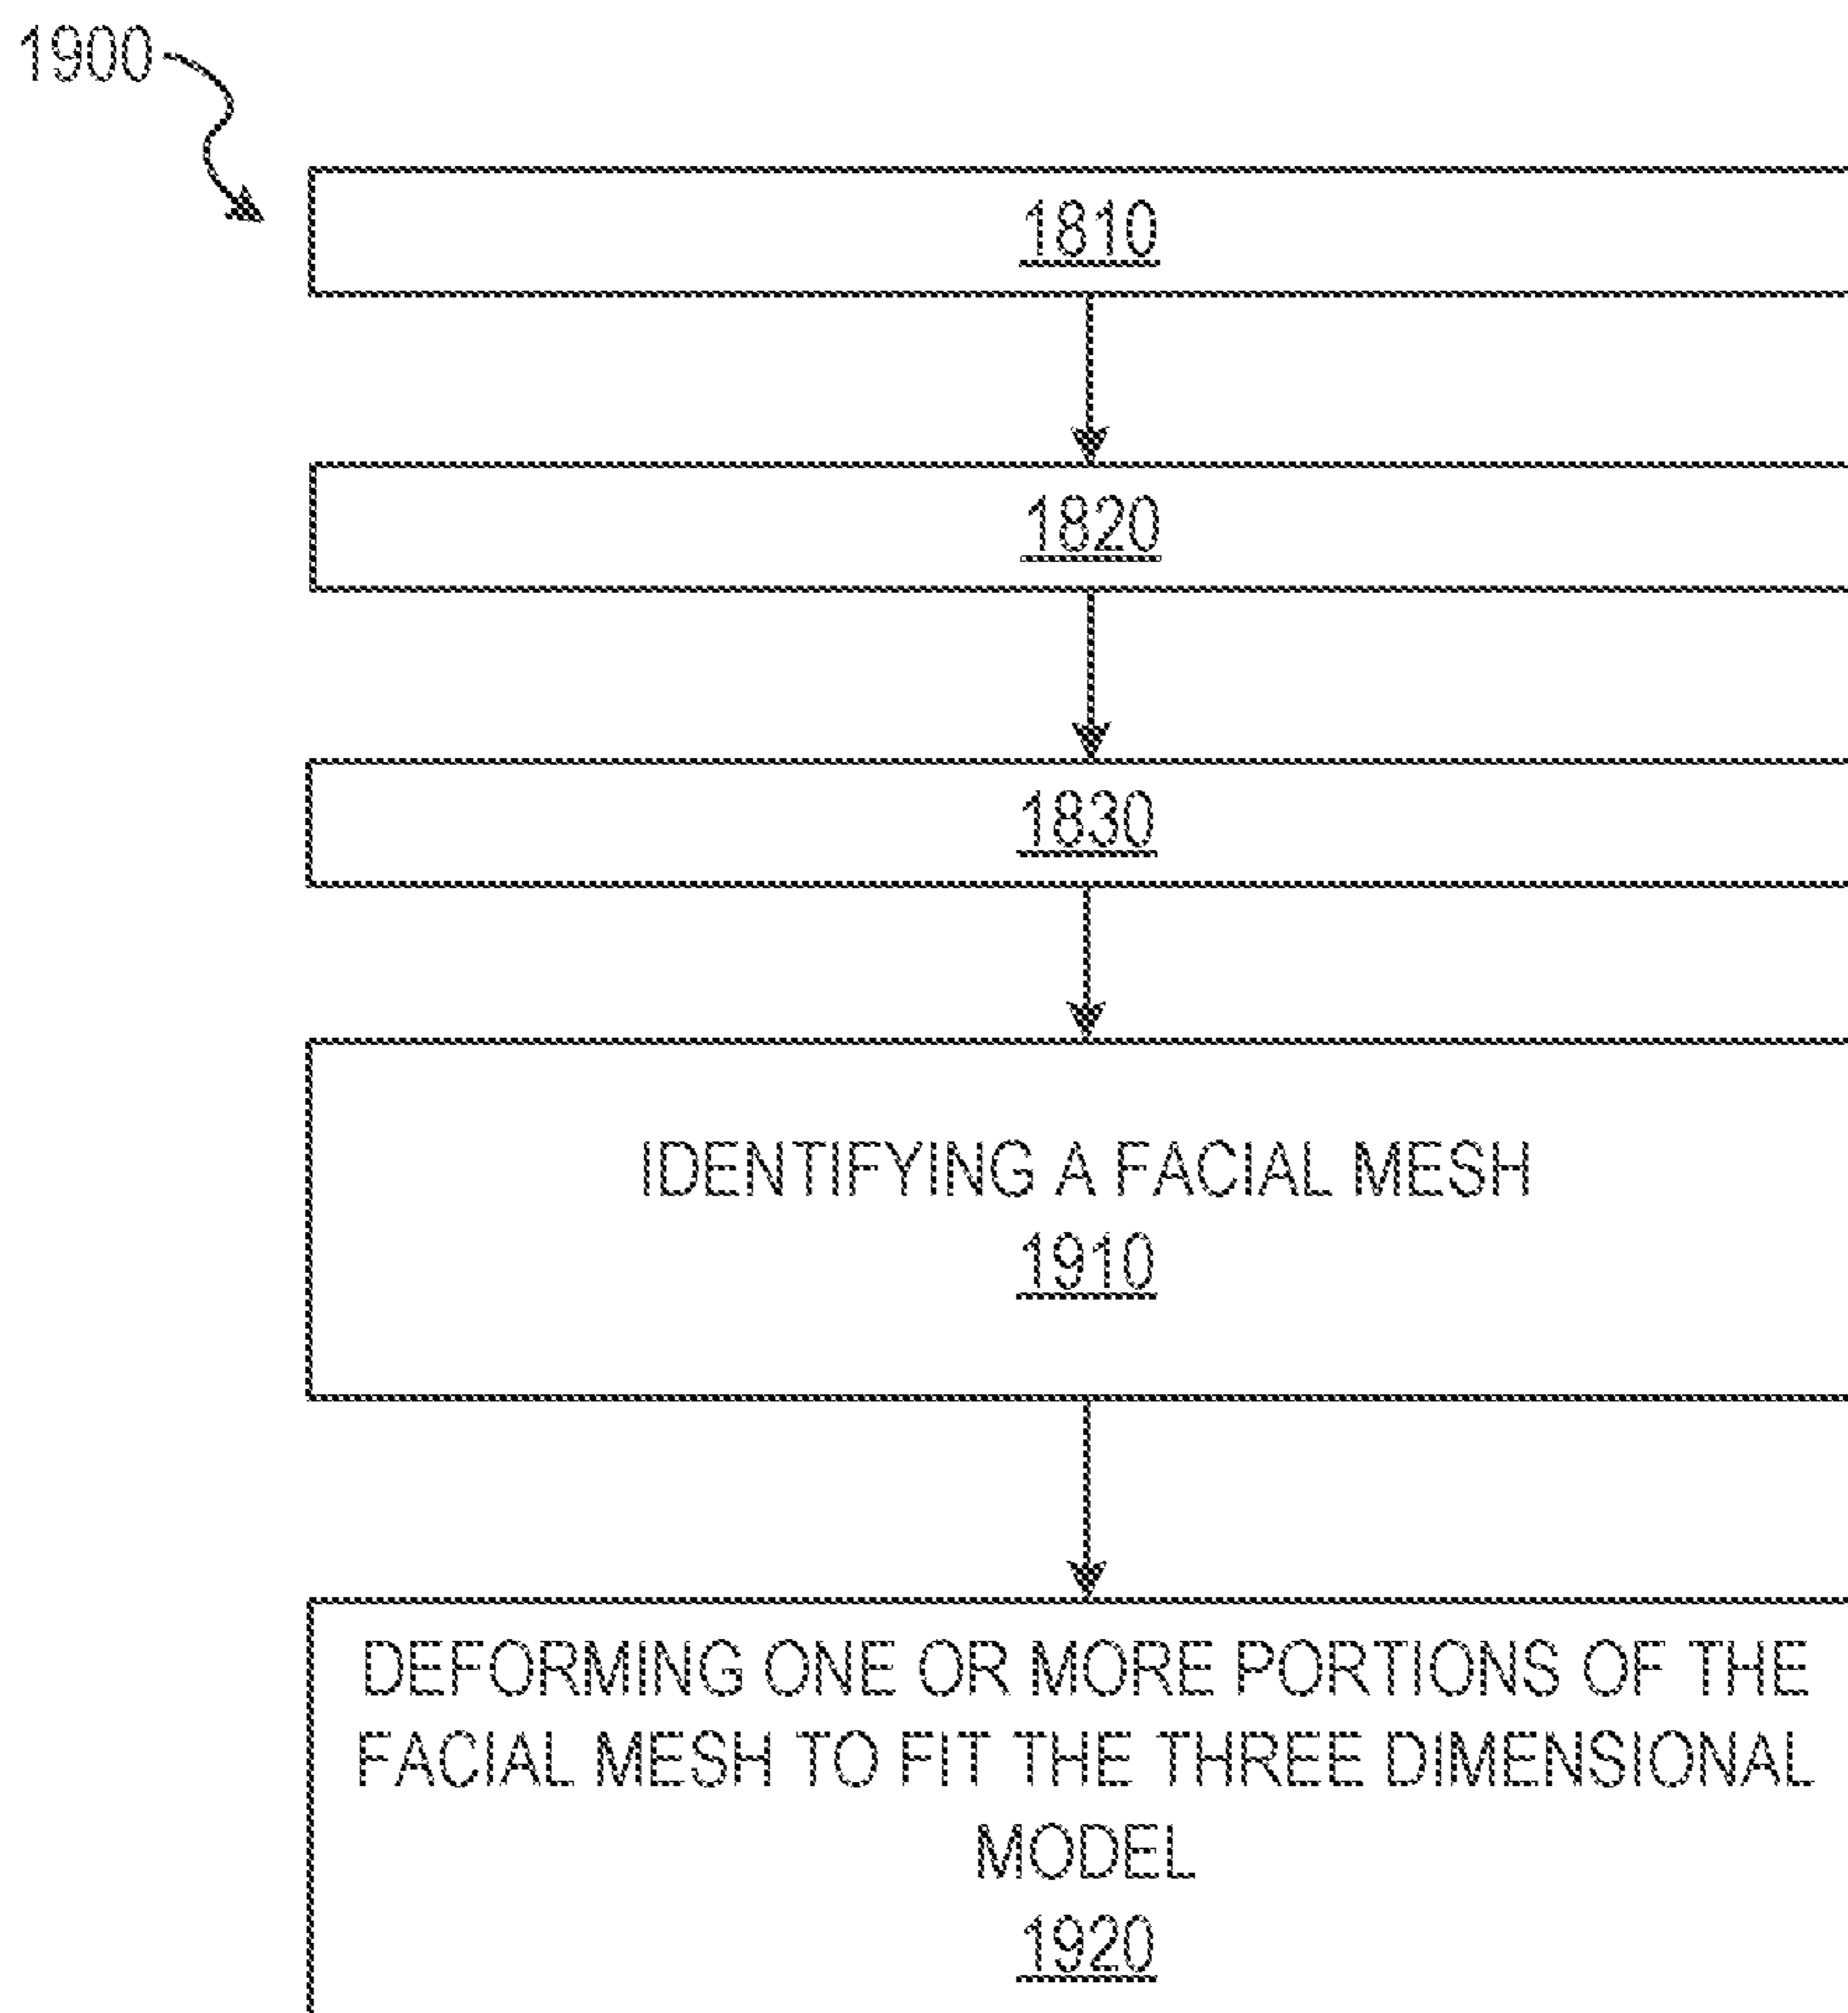 1900
1810
1820
1830
IDENTIFYING A FACIAL MESH
1910
DEFORMING ONE OR MORE PORTIONS OF THE
FACIAL MESH TO FIT THE THREE DIMENSIONAL
MODEL
1920